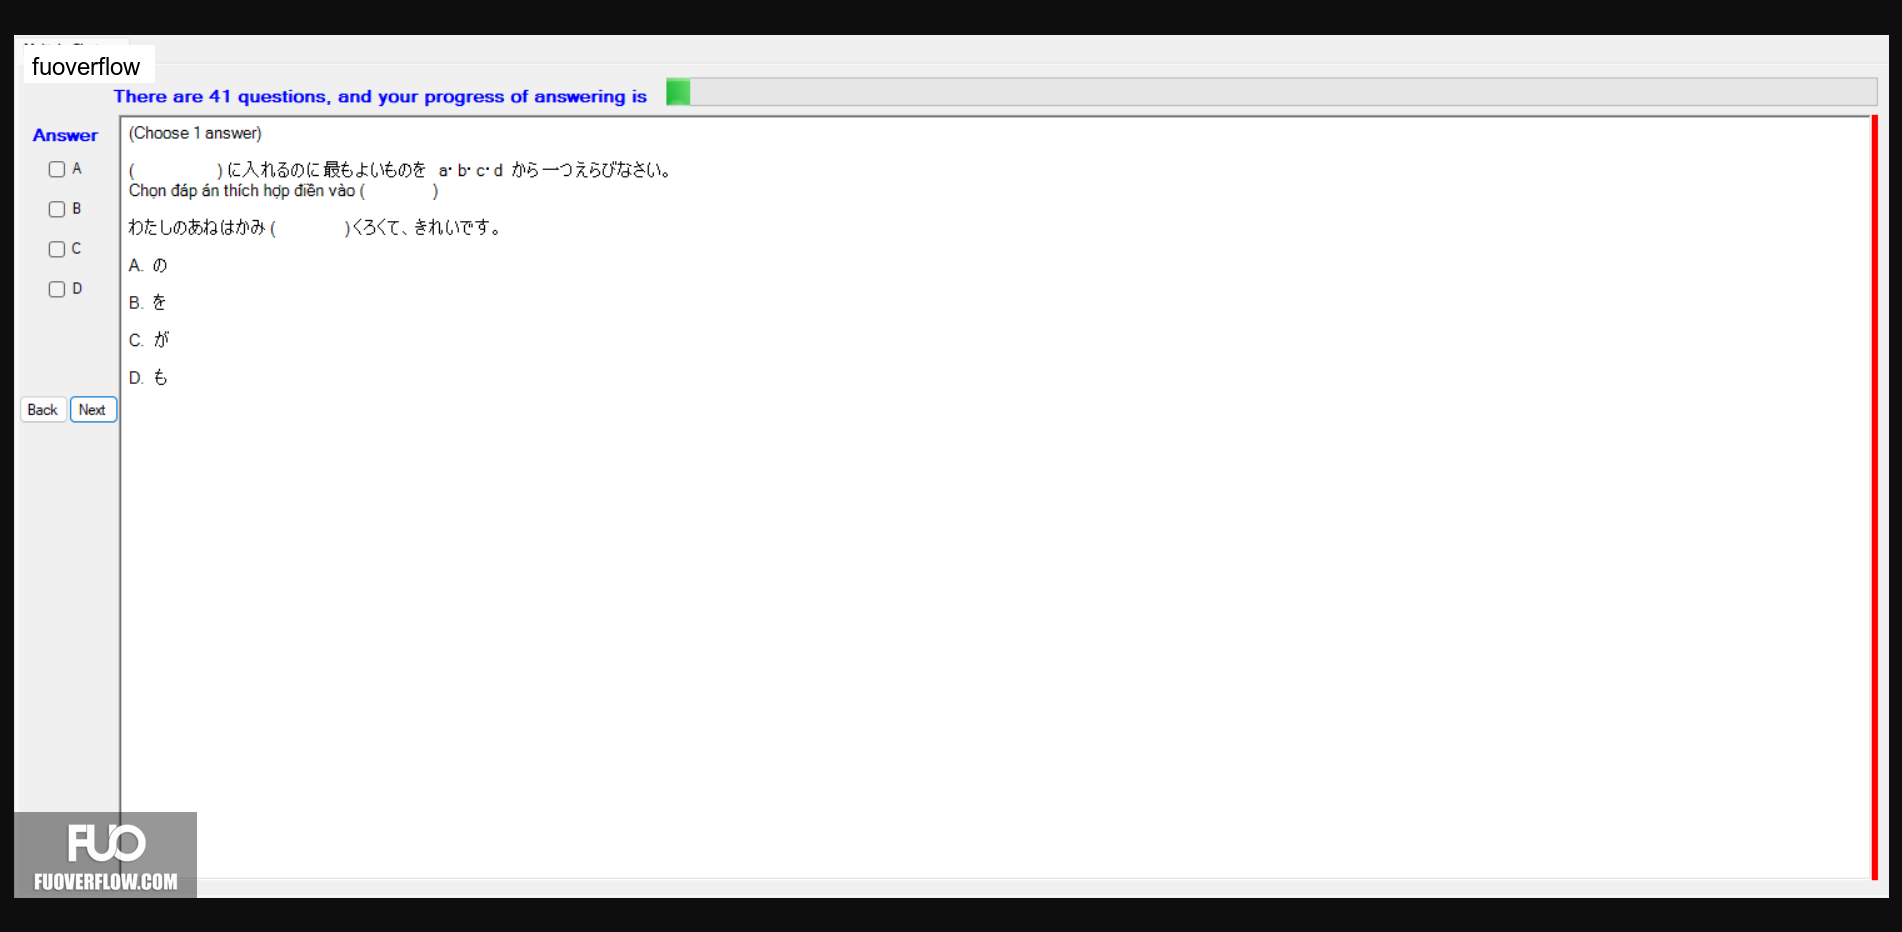 fuoverflow
There are 41 questions, and your progress of answering is
Answer
A
B
C
D
Back
Next
(Choose 1 answer)
(　　　) に入れるのに最もよいものを a· b· c· d から一つえらびなさい。
Chọn đáp án thích hợp điền vào (　　　)
わたしのあねはかみ (　　　)くろくて、きれいです。
A. の
B. を
C. が
D. も
FUO
FUOVERFLOW.COM